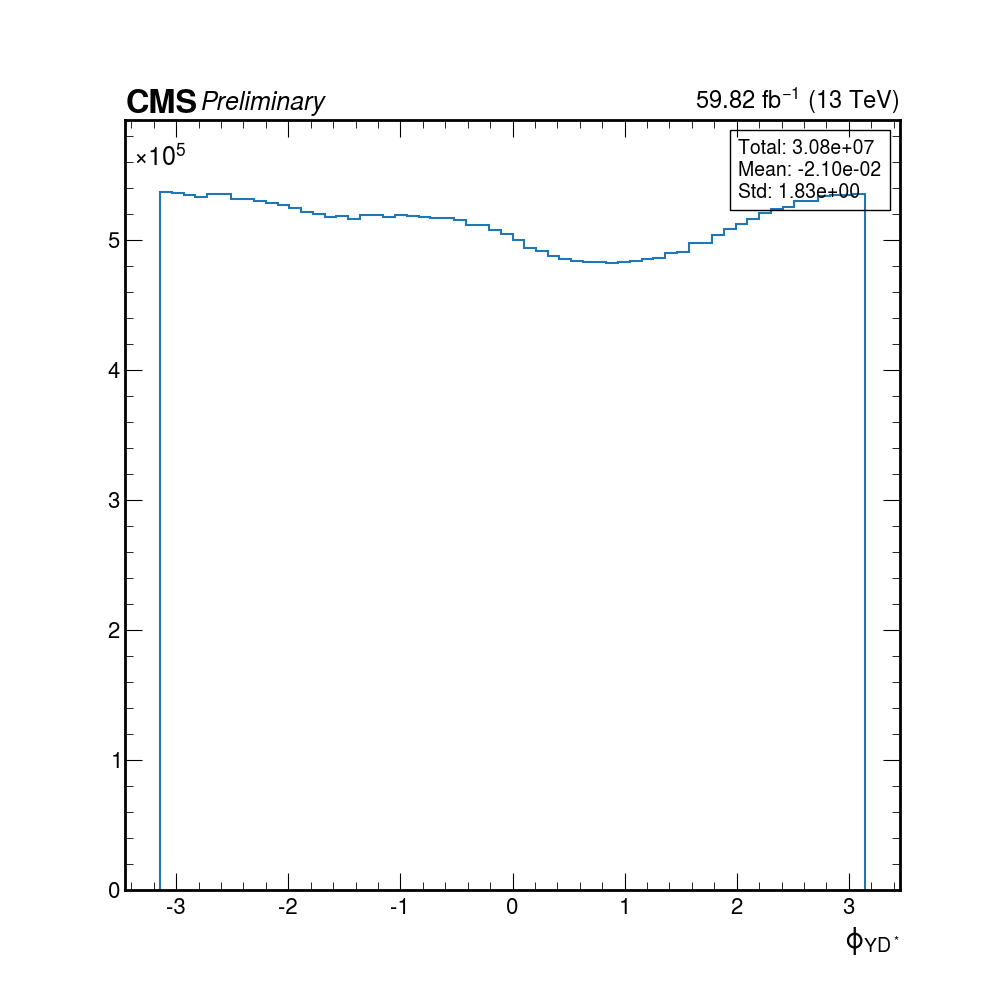 CMS Preliminary
59.82 fb⁻¹ (13 TeV)
×10⁵
Total: 3.08e+07
Mean: -2.10e-02
Std: 1.83e+00
5
4
3
2
1
0
-3 -2 -1 0 1 2 3
ϕ_YD*